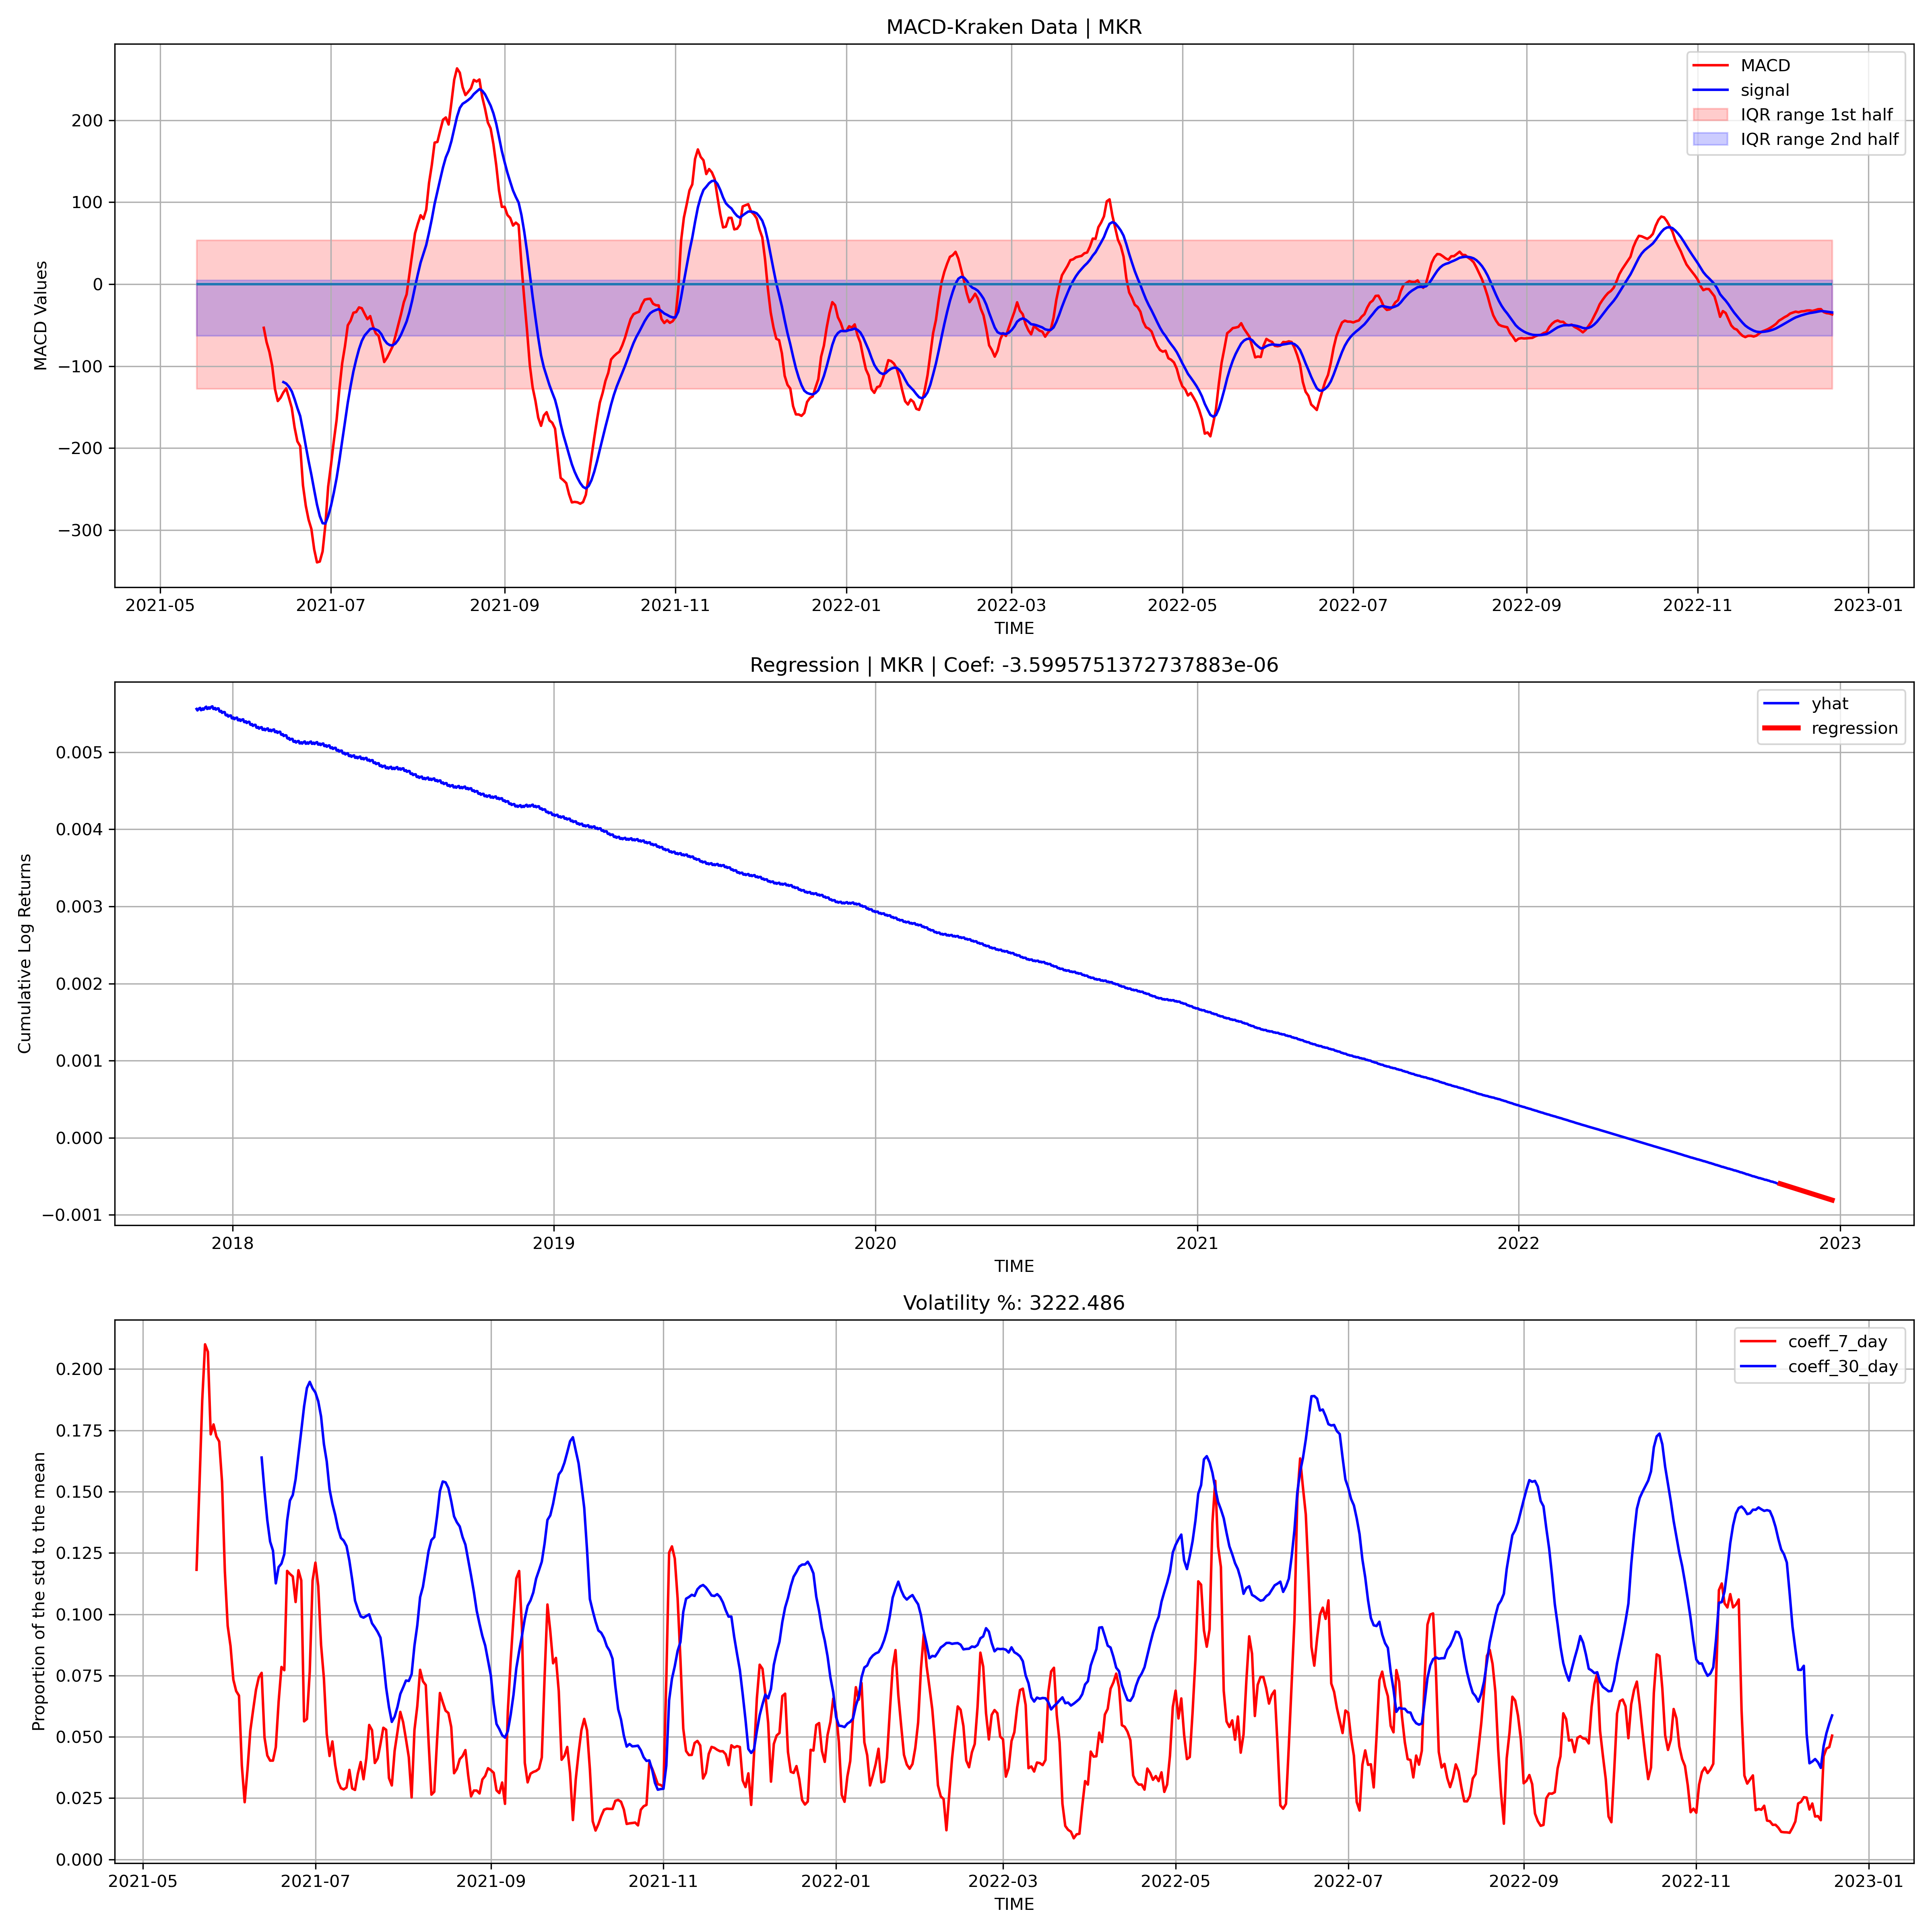 MACD-Kraken Data | MKR
MACD
signal
IQR range 1st half
IQR range 2nd half
200
100
0
−100
−200
−300
MACD Values
2021-05 2021-07 2021-09 2021-11 2022-01 2022-03 2022-05 2022-07 2022-09 2022-11 2023-01
TIME
Regression | MKR | Coef: -3.5995751372737883e-06
yhat
regression
0.005
0.004
0.003
0.002
0.001
0.000
−0.001
Cumulative Log Returns
2018 2019 2020 2021 2022 2023
TIME
Volatility %: 3222.486
coeff_7_day
coeff_30_day
0.200
0.175
0.150
0.125
0.100
0.075
0.050
0.025
0.000
Proportion of the std to the mean
2021-05 2021-07 2021-09 2021-11 2022-01 2022-03 2022-05 2022-07 2022-09 2022-11 2023-01
TIME